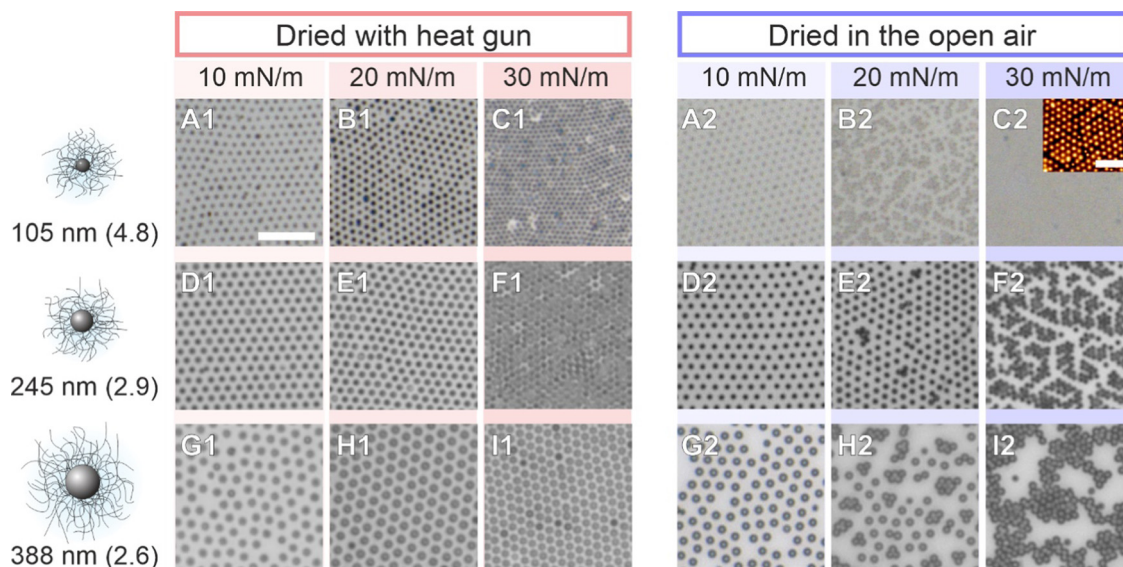 Dried with heat gun
Dried in the open air
10 mN/m 20 mN/m 30 mN/m
10 mN/m 20 mN/m 30 mN/m
A1 B1 C1
A2 B2 C2
105 nm (4.8)
D1 E1 F1
D2 E2 F2
245 nm (2.9)
G1 H1 I1
G2 H2 I2
388 nm (2.6)